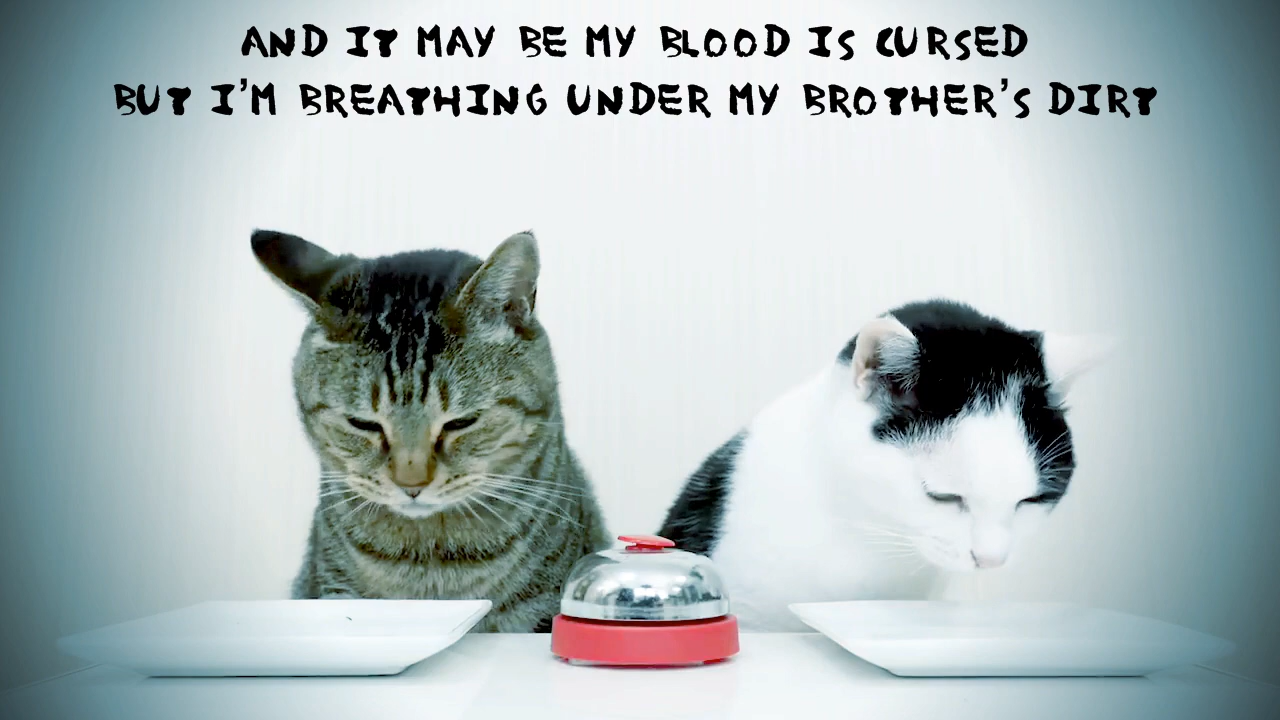 AND IT MAY BE MY BLOOD IS CURSED
BUT I'M BREATHING UNDER MY BROTHER'S DIRT